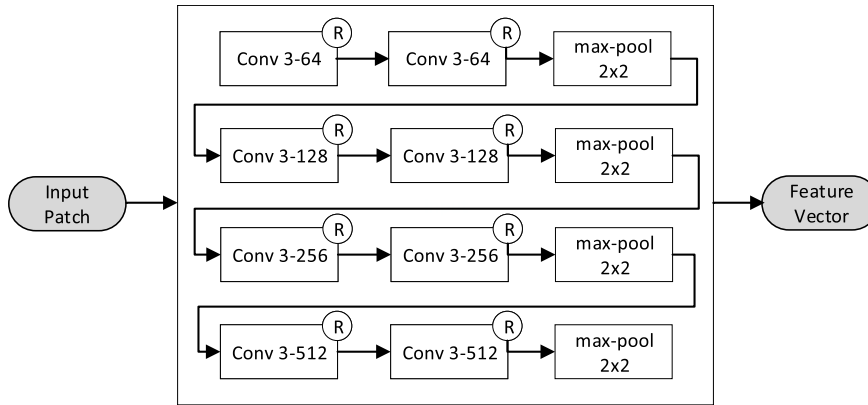 R
R
Conv 3-64
Conv 3-64
max-pool
2x2
R
R
Conv 3-128
Conv 3-128
max-pool
2x2
Input
Patch
Feature
Vector
R
R
Conv 3-256
Conv 3-256
max-pool
2x2
R
R
Conv 3-512
Conv 3-512
max-pool
2x2